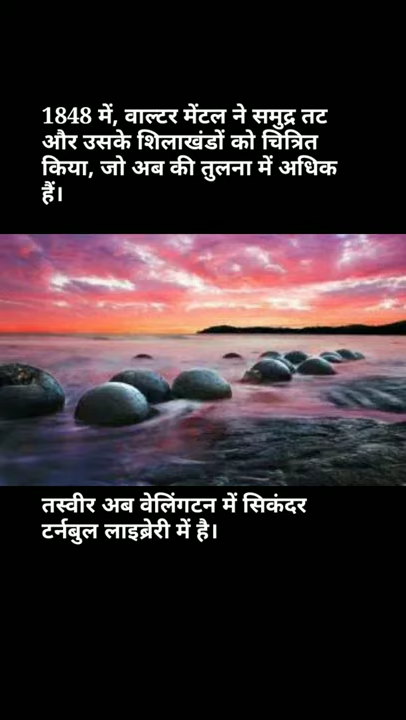 1848 में, वाल्टर मेंटल ने समुद्र तट
और उसके शिलाखंडों को चित्रित
किया, जो अब की तुलना में अधिक
हैं।
तस्वीर अब वेलिंगटन में सिकंदर
टर्नबुल लाइब्रेरी में है।